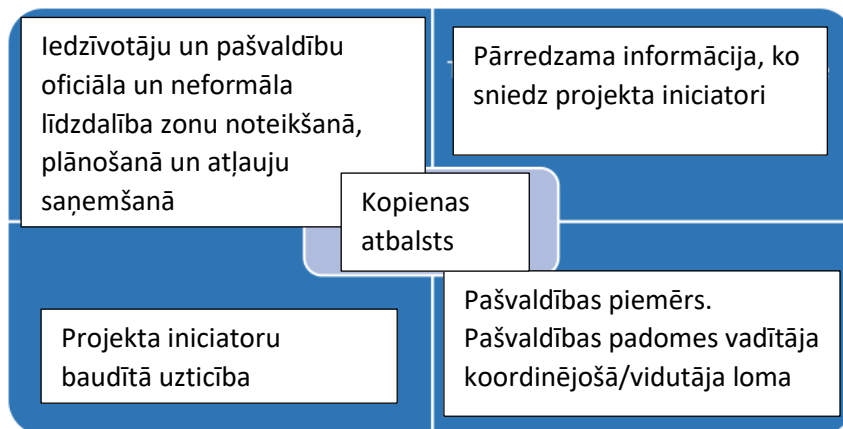 Iedzīvotāju un pašvaldību
oficiāla un neformāla
līdzdalība zonu noteikšanā,
plānošanā un atļauju
saņemšanā
Pārredzama informācija, ko
sniedz projekta iniciatori
Kopienas
atbalsts
Projekta iniciatoru
baudītā uzticība
Pašvaldības piemērs.
Pašvaldības padomes vadītāja
koordinējošā/vidutāja loma